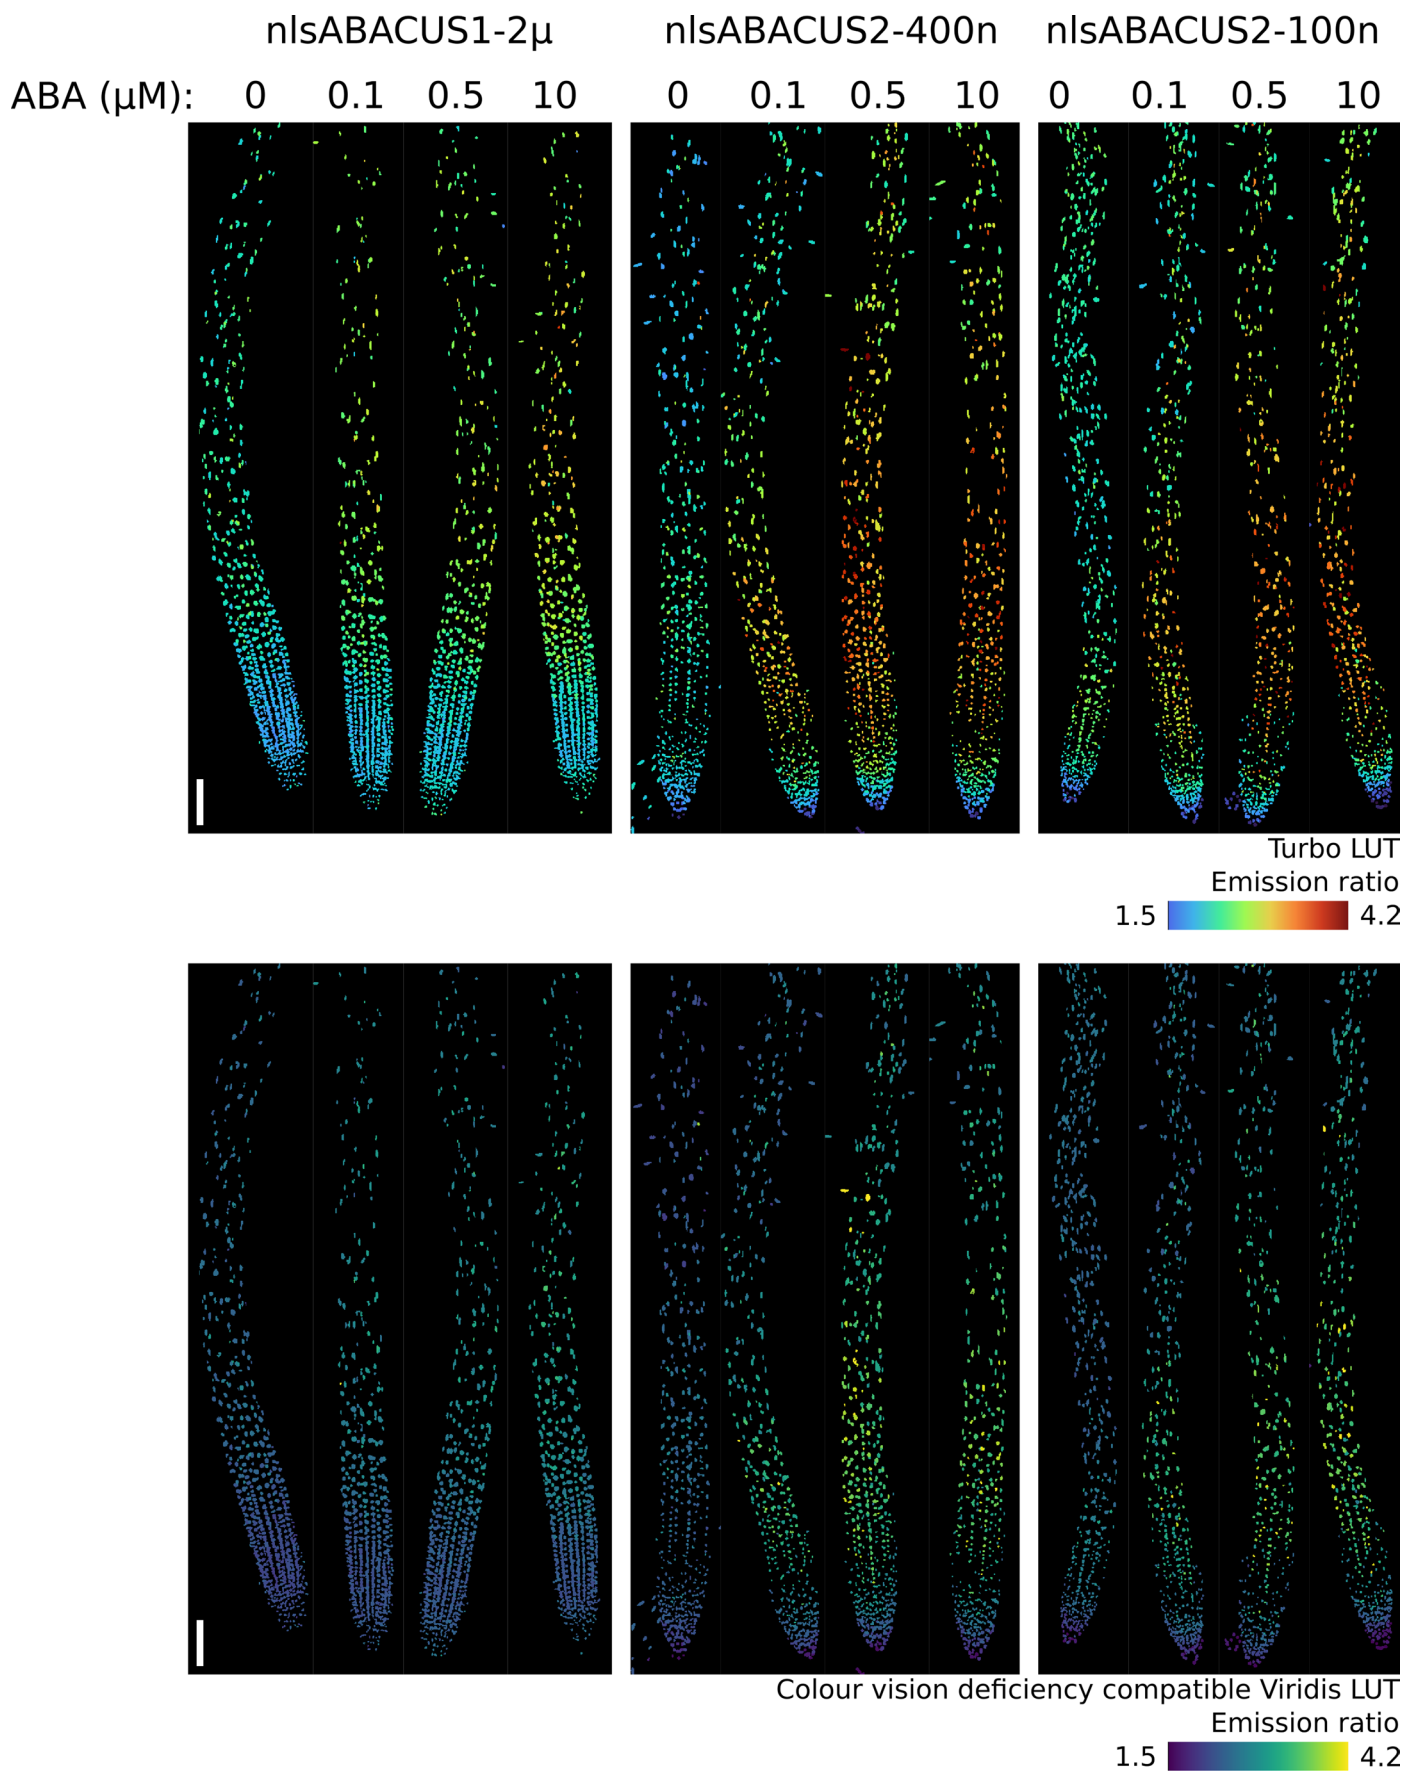 nlsABACUS1-2µ nlsABACUS2-400n nlsABACUS2-100n
ABA (µM): 0 0.1 0.5 10 0 0.1 0.5 10 0 0.1 0.5 10
Turbo LUT
Emission ratio
1.5 4.2
Colour vision deficiency compatible Viridis LUT
Emission ratio
1.5 4.2